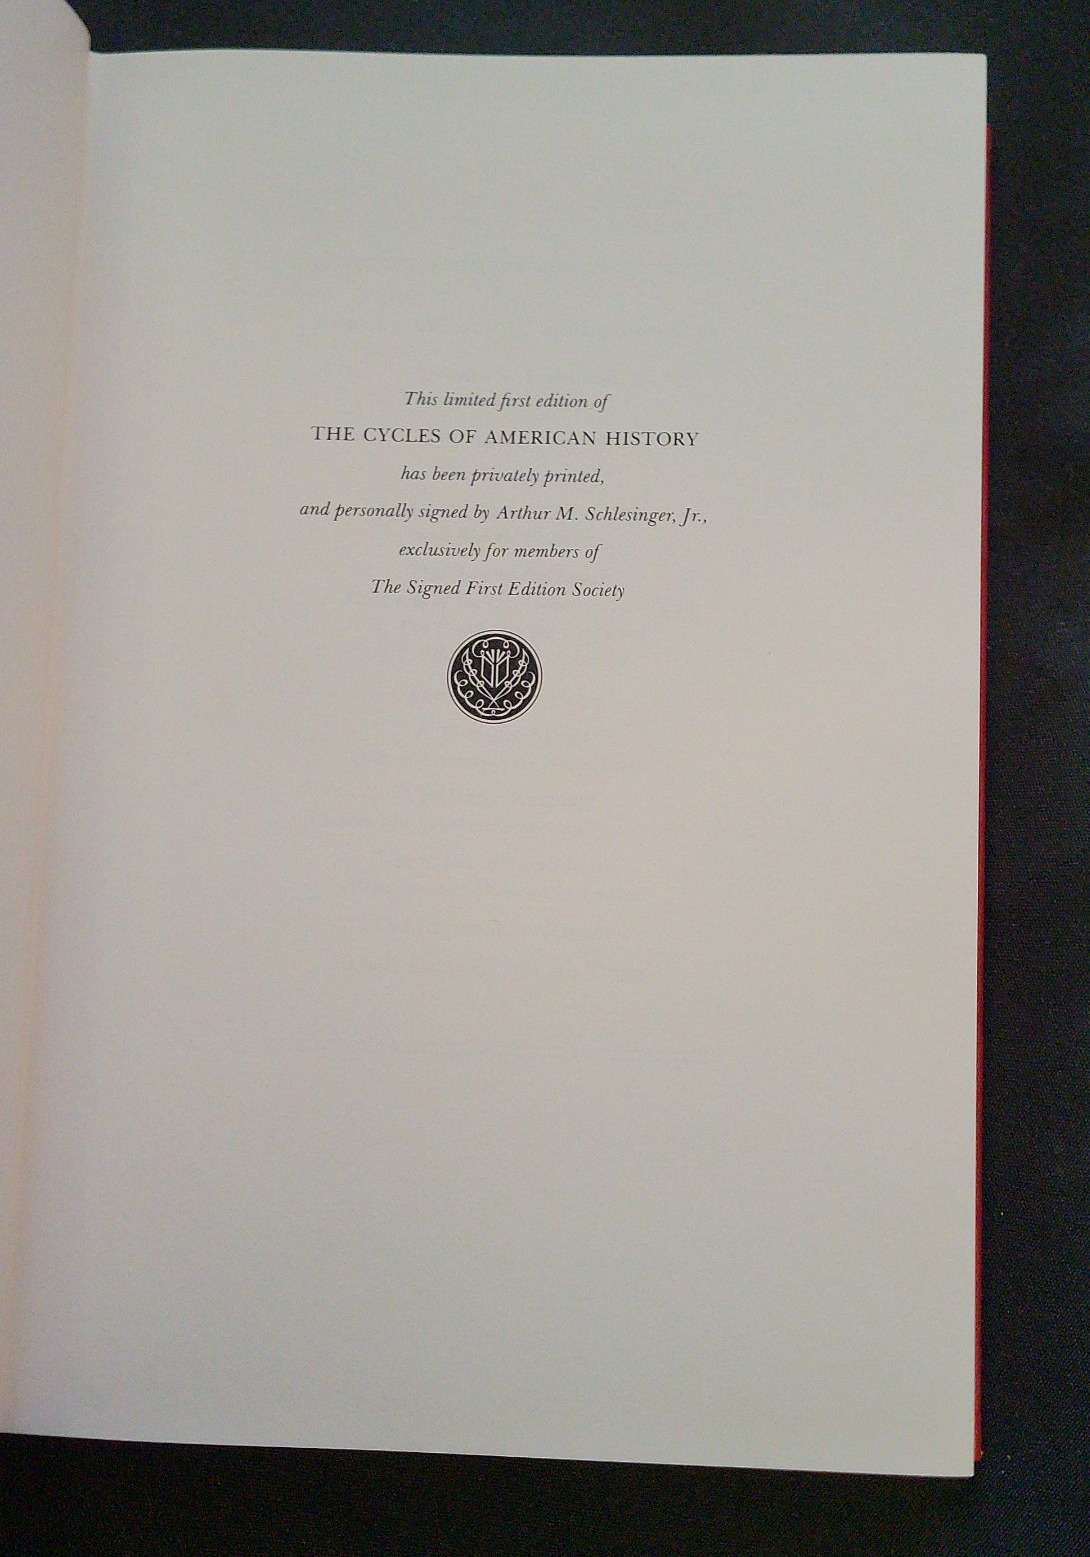 This limited first edition of
THE CYCLES OF AMERICAN HISTORY
has been privately printed,
and personally signed by Arthur M. Schlesinger, Jr.,
exclusively for members of
The Signed First Edition Society